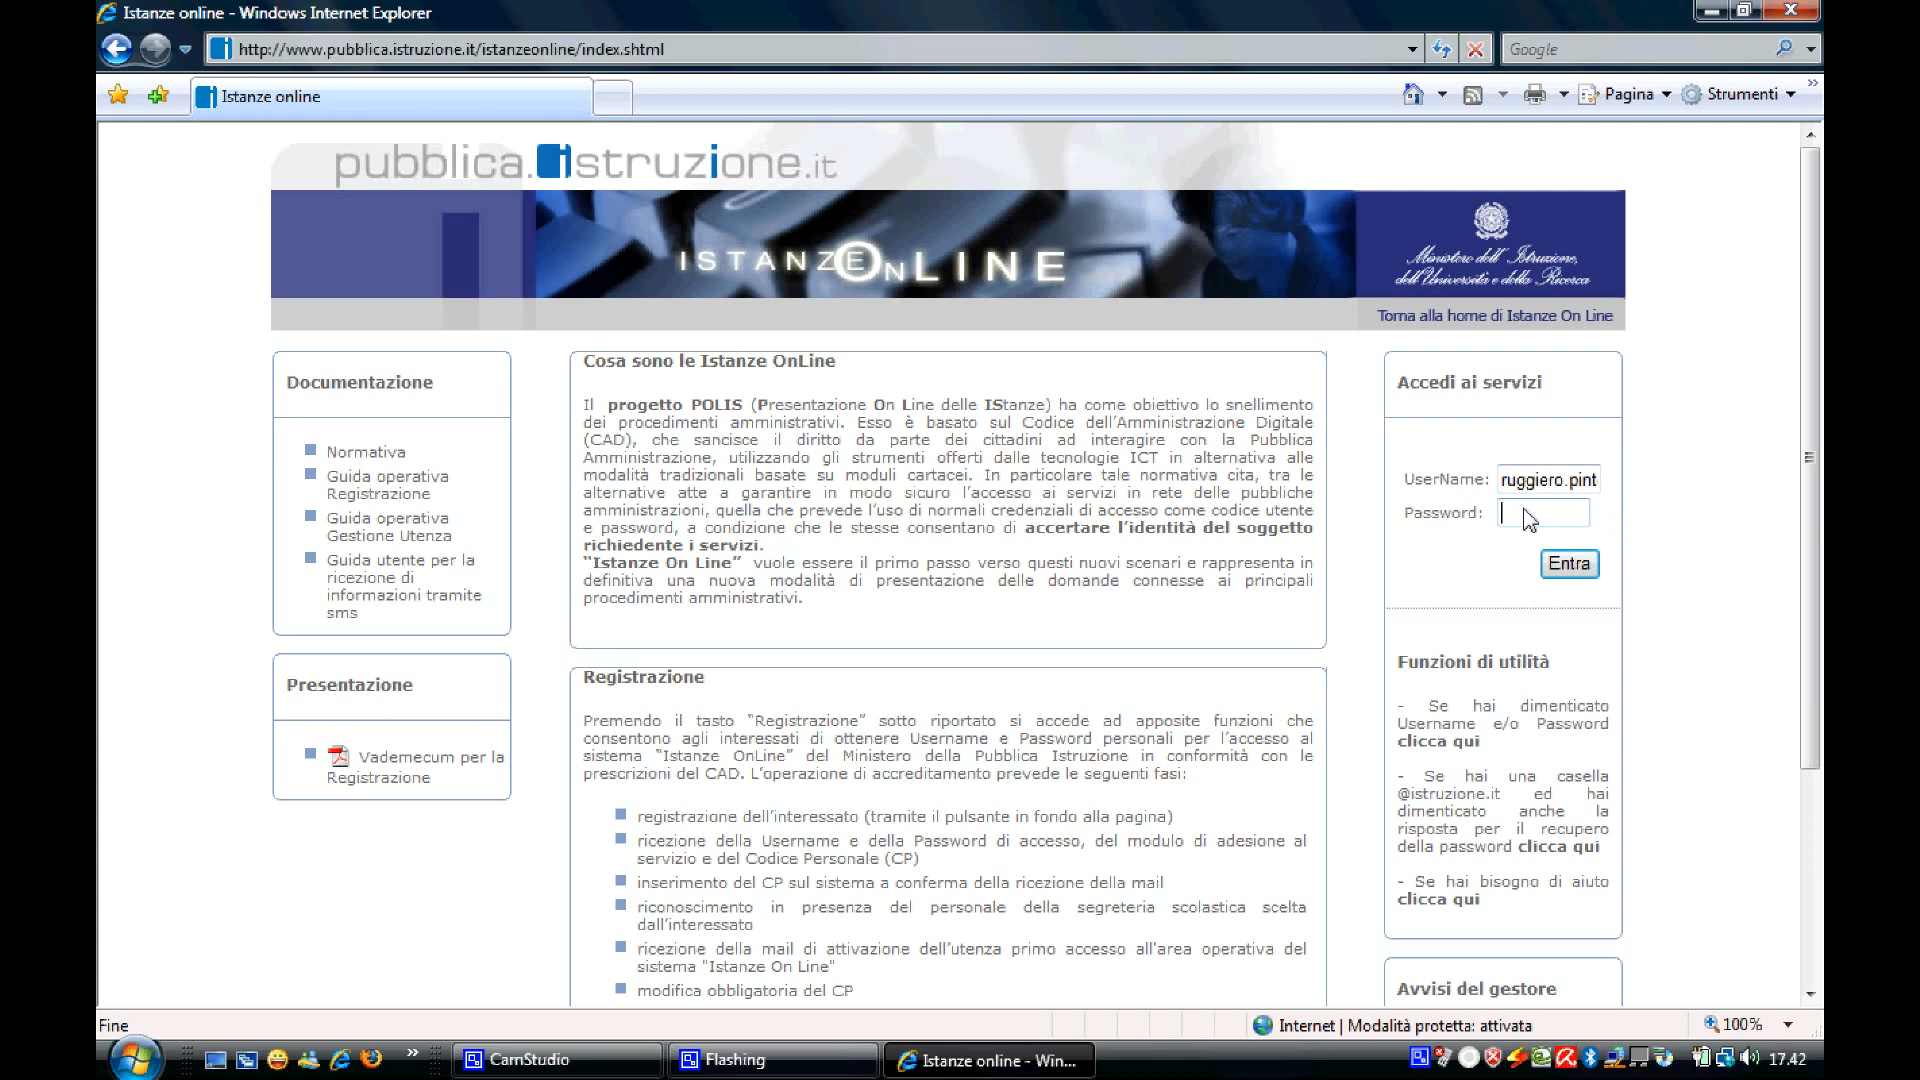 Istanze online - Windows Internet Explorer
http://www.pubblica.istruzione.it/istanzeonline/index.shtml
Google
Istanze online
Pagina
Strumenti
pubblica.istruzione.it
ISTANZE ON LINE
Ministero dell' Istruzione,
dell'Università e della Ricerca
Torna alla home di Istanze On Line
Documentazione
Normativa
Guida operativa
Registrazione
Guida operativa
Gestione Utenza
Guida utente per la
ricezione di
informazioni tramite
sms
Presentazione
Vademecum per la
Registrazione
Cosa sono le Istanze OnLine
Il progetto POLIS (Presentazione On Line delle IStanze) ha come obiettivo lo snellimento
dei procedimenti amministrativi. Esso è basato sul Codice dell'Amministrazione Digitale
(CAD), che sancisce il diritto da parte dei cittadini ad interagire con la Pubblica
Amministrazione, utilizzando gli strumenti offerti dalle tecnologie ICT in alternativa alle
modalità tradizionali basate su moduli cartacei. In particolare tale normativa cita, tra le
alternative atte a garantire in modo sicuro l'accesso ai servizi in rete delle pubbliche
amministrazioni, quella che prevede l'uso di normali credenziali di accesso come codice utente
e password, a condizione che le stesse consentano di accertare l'identità del soggetto
richiedente i servizi.
"Istanze On Line" vuole essere il primo passo verso questi nuovi scenari e rappresenta in
definitiva una nuova modalità di presentazione delle domande connesse ai principali
procedimenti amministrativi.
Registrazione
Premendo il tasto "Registrazione" sotto riportato si accede ad apposite funzioni che
consentono agli interessati di ottenere Username e Password personali per l'accesso al
sistema "Istanze OnLine" del Ministero della Pubblica Istruzione in conformità con le
prescrizioni del CAD. L'operazione di accreditamento prevede le seguenti fasi:
registrazione dell'interessato (tramite il pulsante in fondo alla pagina)
ricezione della Username e della Password di accesso, del modulo di adesione al
servizio e del Codice Personale (CP)
inserimento del CP sul sistema a conferma della ricezione della mail
riconoscimento in presenza del personale della segreteria scolastica scelta
dall'interessato
ricezione della mail di attivazione dell'utenza primo accesso all'area operativa del
sistema "Istanze On Line"
modifica obbligatoria del CP
Accedi ai servizi
UserName: ruggiero.pint
Password:
Entra
Funzioni di utilità
- Se hai dimenticato
Username e/o Password
clicca qui
- Se hai una casella
@istruzione.it ed hai
dimenticato anche la
risposta per il recupero
della password clicca qui
- Se hai bisogno di aiuto
clicca qui
Avvisi del gestore
Fine
Internet | Modalità protetta: attivata
100%
CamStudio
Flashing
Istanze online - Win...
17.42